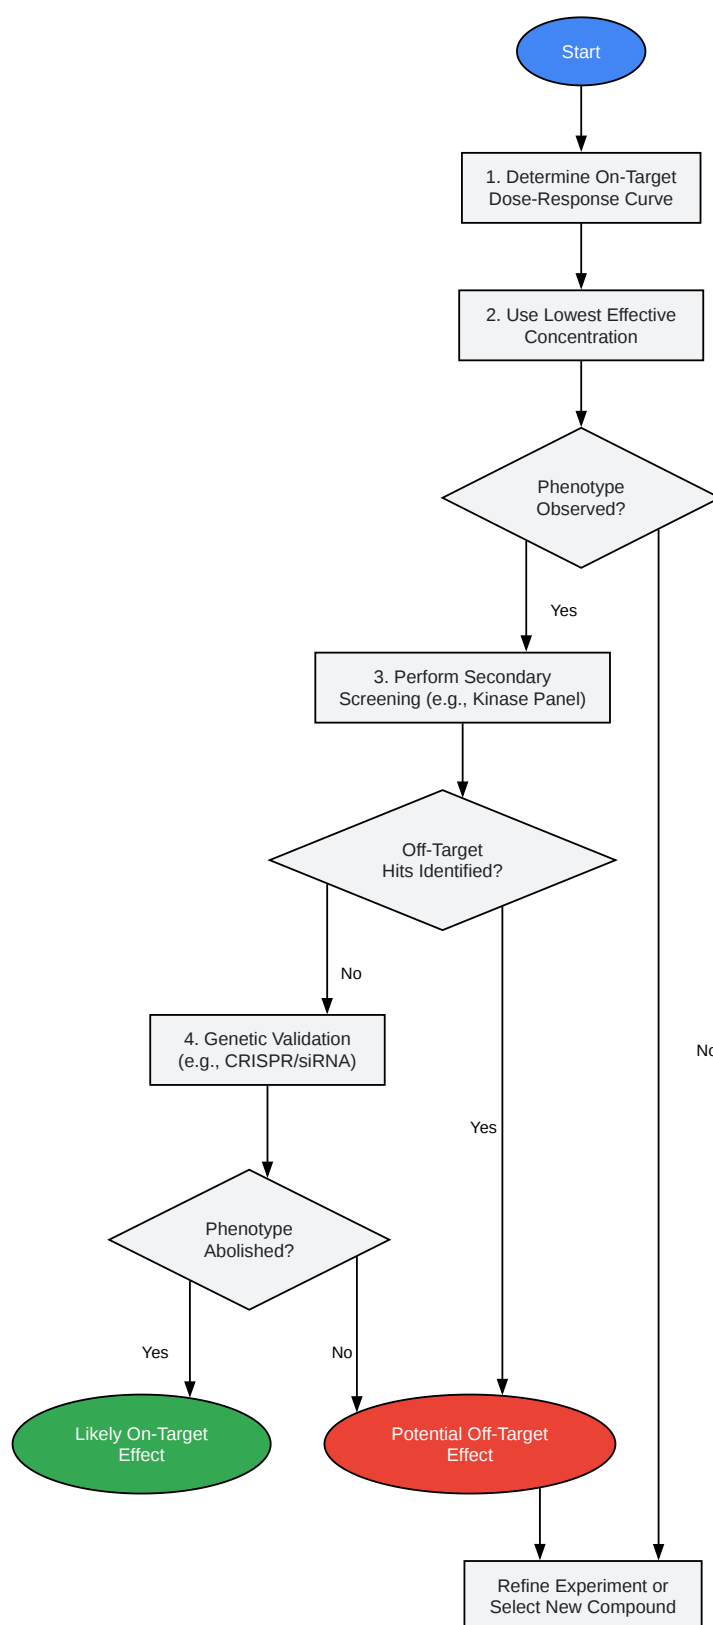 Start
1. Determine On-Target
Dose-Response Curve
2. Use Lowest Effective
Concentration
Phenotype
Observed?
Yes
3. Perform Secondary
Screening (e.g., Kinase Panel)
Off-Target
Hits Identified?
No
4. Genetic Validation
(e.g., CRISPR/siRNA)
No
Yes
Phenotype
Abolished?
Yes
No
Likely On-Target
Effect
Potential Off-Target
Effect
Refine Experiment or
Select New Compound